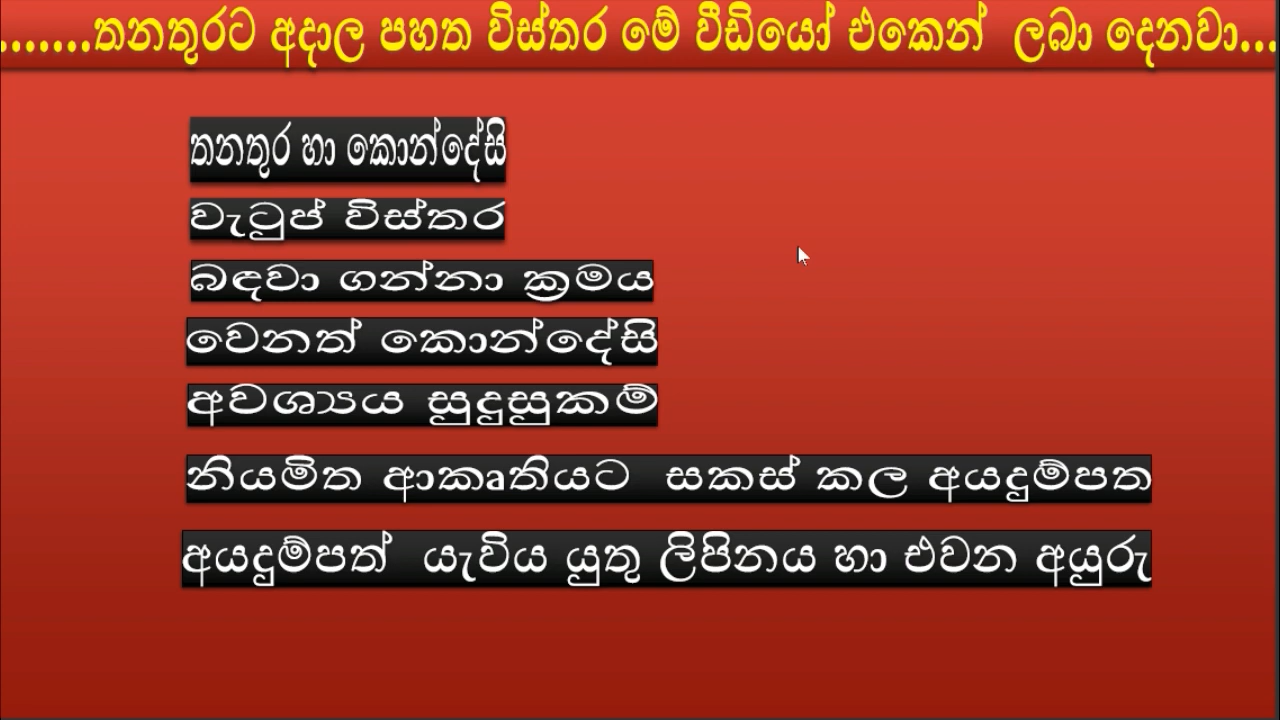 .......තනතුරට අදාල පහත විස්තර මේ වීඩියෝ එකෙන් ලබා දෙනවා...
තනතුර හා කොන්දේසි
වැටුප් විස්තර
බඳවා ගන්නා ක්‍රමය
වෙනත් කොන්දේසි
අවශ්‍යය සුදුසුකම්
නියමිත ආකෘතියට සකස් කල අයදුම්පත
අයදුම්පත් යැවිය යුතු ලිපිනය හා එවන අයුරු